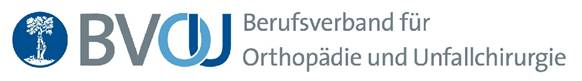 BVOU Berufsverband für
Orthopädie und Unfallchirurgie